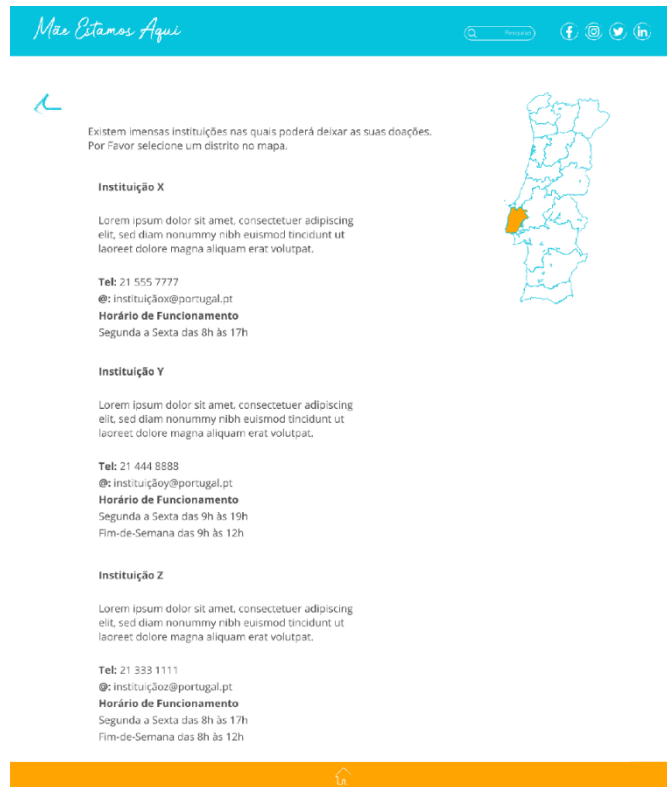 Mãe Estamos Aqui
Pesquisa
Existem imensas instituições nas quais poderá deixar as suas doações.
Por Favor selecione um distrito no mapa.
Instituição X
Lorem ipsum dolor sit amet, consectetuer adipiscing
elit, sed diam nonummy nibh euismod tincidunt ut
laoreet dolore magna aliquam erat volutpat.
Tel: 21 555 7777
@: instituiçãox@portugal.pt
Horário de Funcionamento
Segunda a Sexta das 8h às 17h
Instituição Y
Lorem ipsum dolor sit amet, consectetuer adipiscing
elit, sed diam nonummy nibh euismod tincidunt ut
laoreet dolore magna aliquam erat volutpat.
Tel: 21 444 8888
@: instituiçãoy@portugal.pt
Horário de Funcionamento
Segunda a Sexta das 9h às 19h
Fim-de-Semana das 9h às 12h
Instituição Z
Lorem ipsum dolor sit amet, consectetuer adipiscing
elit, sed diam nonummy nibh euismod tincidunt ut
laoreet dolore magna aliquam erat volutpat.
Tel: 21 333 1111
@: instituiçãoz@portugal.pt
Horário de Funcionamento
Segunda a Sexta das 8h às 17h
Fim-de-Semana das 8h às 12h